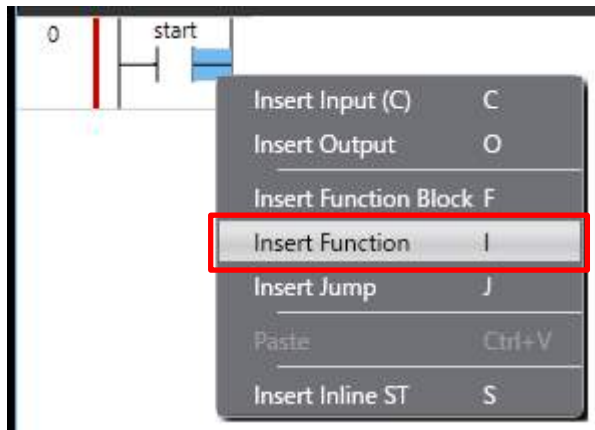 0 start
Insert Input (C) C
Insert Output O
Insert Function Block F
Insert Function I
Insert Jump J
Paste Ctrl+V
Insert Inline ST S